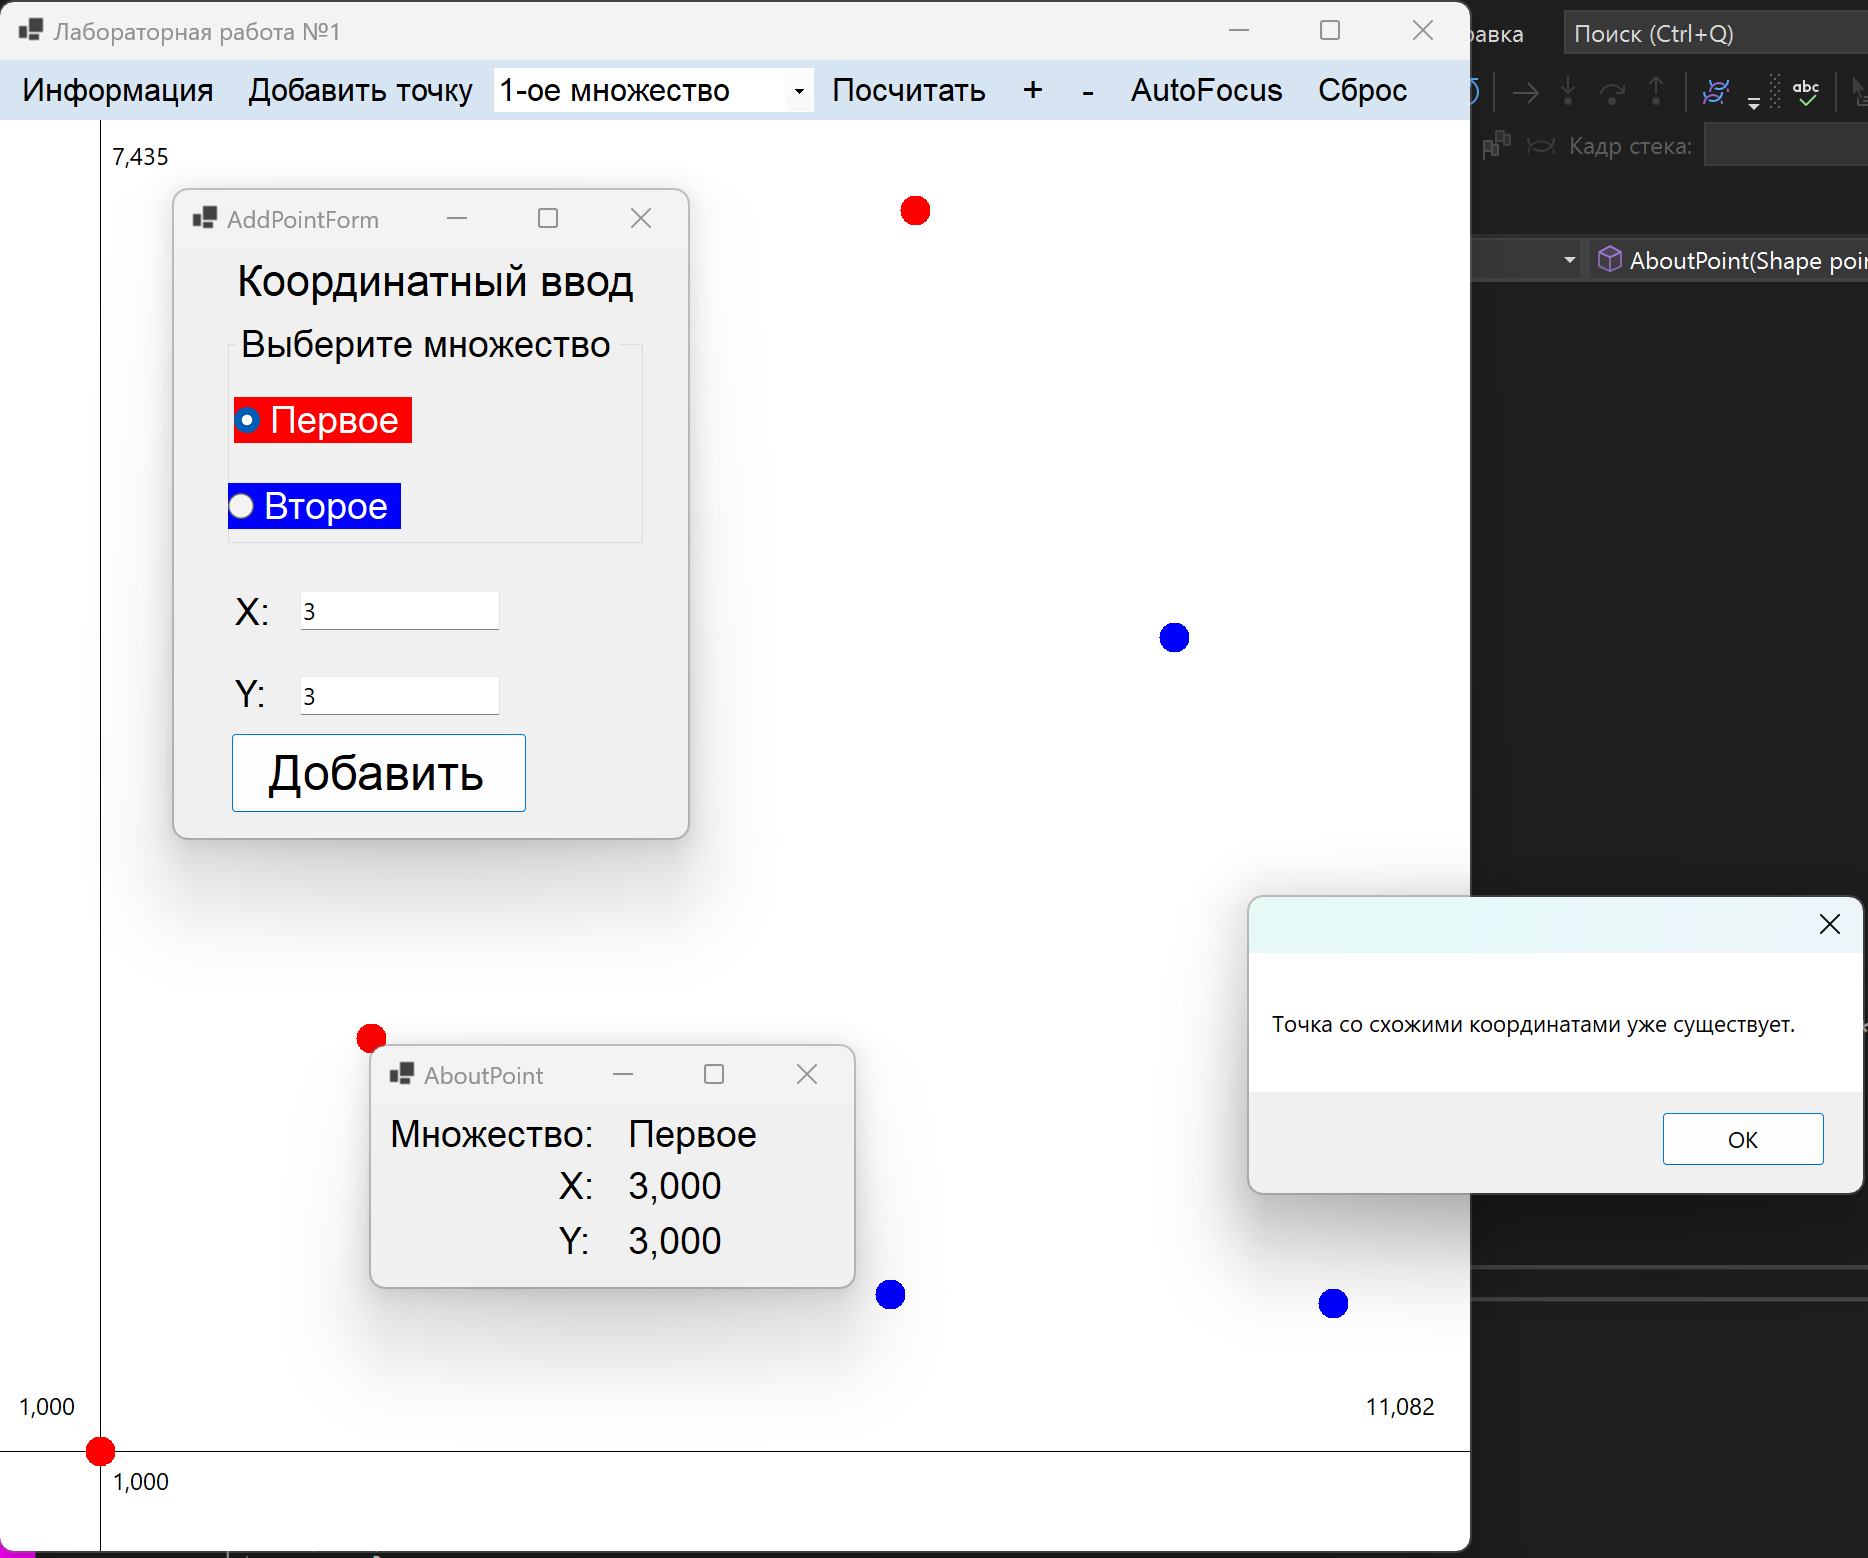 Лабораторная работа №1
Информация Добавить точку 1-ое множество Посчитать + - AutoFocus Сброс
7,435
AddPointForm
Координатный ввод
Выберите множество
Первое
Второе
X: 3
Y: 3
Добавить
AboutPoint
Множество: Первое
X: 3,000
Y: 3,000
1,000
11,082
1,000
Поиск (Ctrl+Q)
abc
Кадр стека:
AboutPoint(Shape poi
Точка со схожими координатами уже существует.
ОК